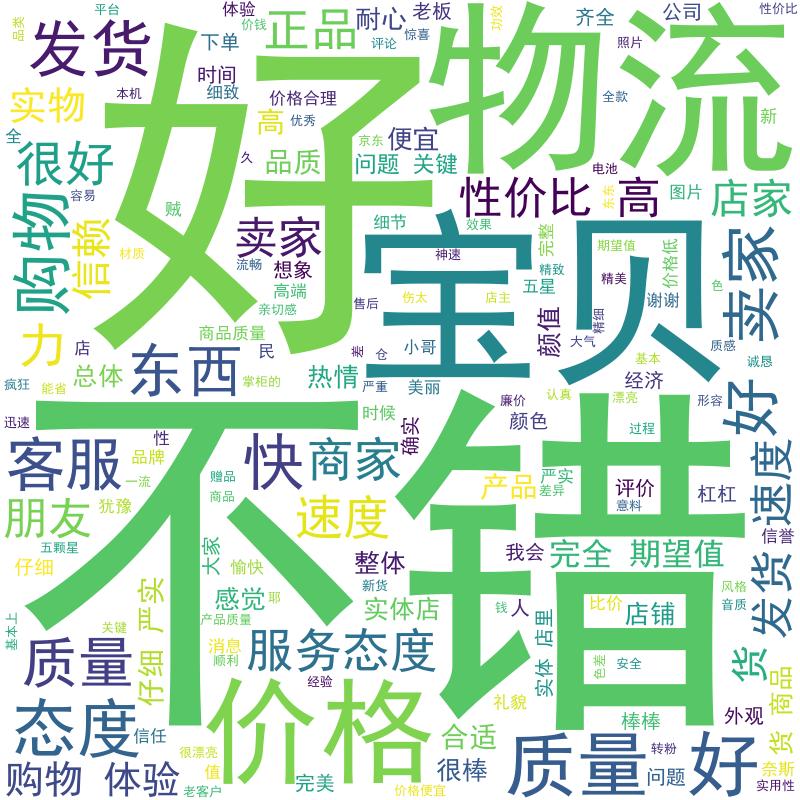 平台
体验
耐心
老板
功效
齐全
公司
性价比
品类
发货
下单
价钱
正品
评论
惊喜
物流
照片
时间
细致
本机
价格合理
实物
高
优秀
京东
便宜
全款
新
全
好
很好
久
品质
问题 关键
电池
容易
性价比 高
东东
图片
店家
购物
信赖
贼
卖家
细节
效果
完整
期望值
材质
流畅
想象
神速
精致
精美
价格低
卖家
高端
售后
伤太
店主
五星
宝贝
谢谢
色
亲切感
颜值
精细
大气
质感
力
店
商品质量
民
差
仓
小哥
基本
诚恳
总体
东西
热情
严重
美丽
经济
疯狂
能省
掌柜的
廉价
认真
漂亮
形容
好
迅速
不错
时候
确实
颜色
过程
性
客服
品牌
快
商家
一流
赠品
商品
产品
严实
差异
评价
意料
杠杠
速度
朋友
犹豫
速度
信誉
五颗星
大家
整体
我会
完全 期望值
仔细
愉快
新货
严实
感觉
耶
实体店
钱
人
比价
店铺
风格
音质
发货
基本上
关键
产品质量
消息
服务态度
店里
质量
仔细
顺利
实体
色差
安全
货
经验
礼貌
商品
态度
信任
价格
合适
棒棒
外观
货
很漂亮
值
很棒
质量
转粉
好
奈斯
购物 体验
老客户
完美
价格便宜
问题
实用性